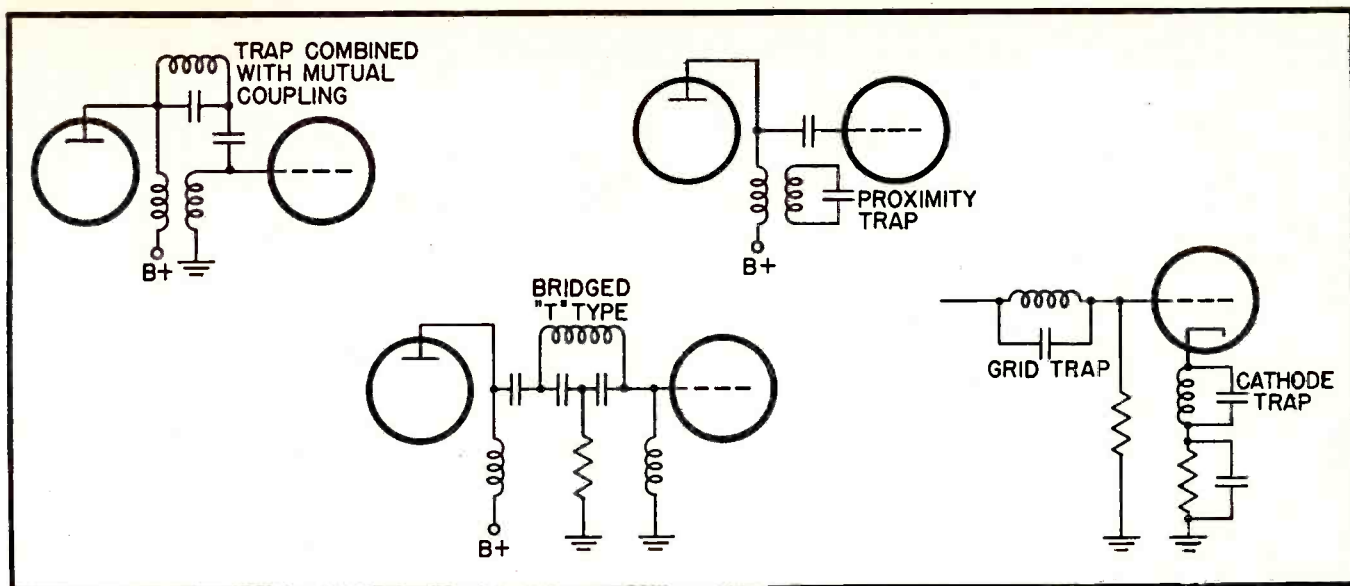 TRAP COMBINED
WITH MUTUAL
COUPLING
B+
PROXIMITY
TRAP
B+
BRIDGED
"T" TYPE
B+
GRID TRAP
CATHODE
TRAP